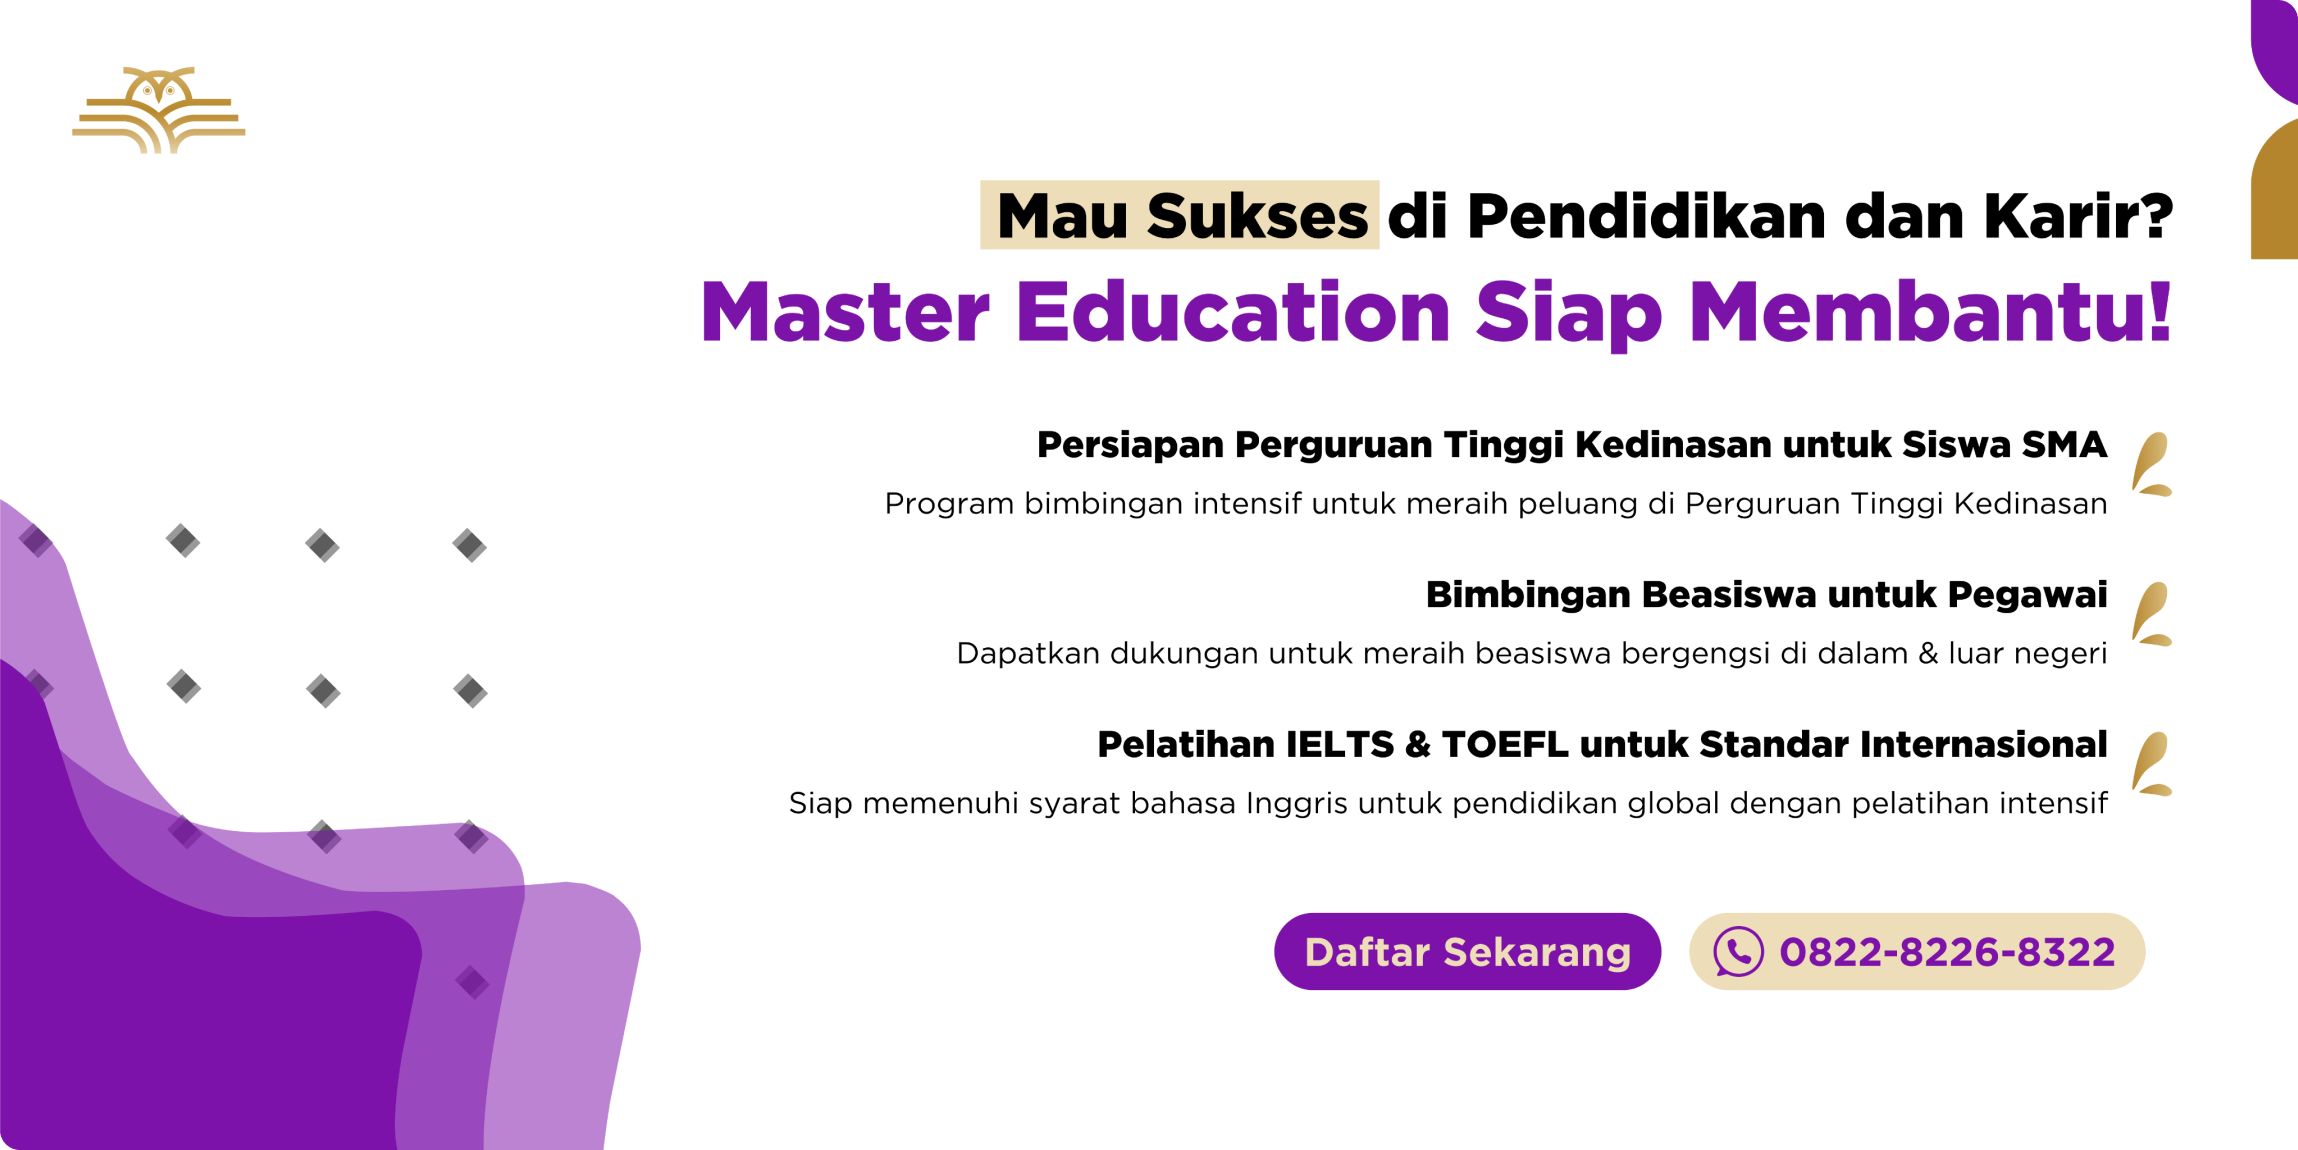 Mau Sukses di Pendidikan dan Karir?
Master Education Siap Membantu!
Persiapan Perguruan Tinggi Kedinasan untuk Siswa SMA
Program bimbingan intensif untuk meraih peluang di Perguruan Tinggi Kedinasan
Bimbingan Beasiswa untuk Pegawai
Dapatkan dukungan untuk meraih beasiswa bergengsi di dalam & luar negeri
Pelatihan IELTS & TOEFL untuk Standar Internasional
Siap memenuhi syarat bahasa Inggris untuk pendidikan global dengan pelatihan intensif
Daftar Sekarang
0822-8226-8322